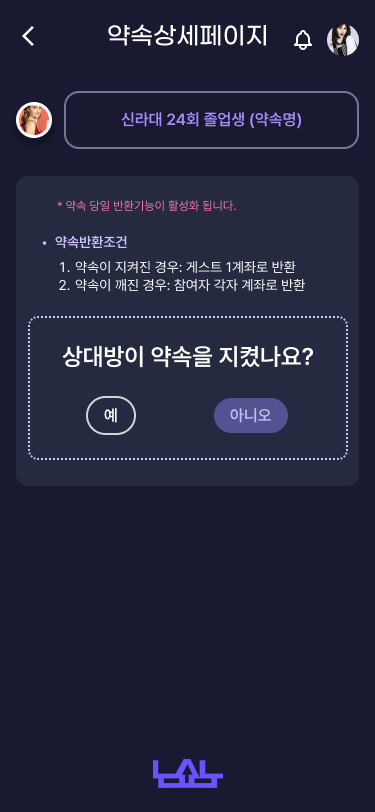 약속상세페이지
신라대 24회 졸업생 (약속명)
* 약속 당일 반환기능이 활성화 됩니다.
• 약속반환조건
1. 약속이 지켜진 경우: 게스트 1계좌로 반환
2. 약속이 깨진 경우: 참여자 각자 계좌로 반환
상대방이 약속을 지켰나요?
예
아니오